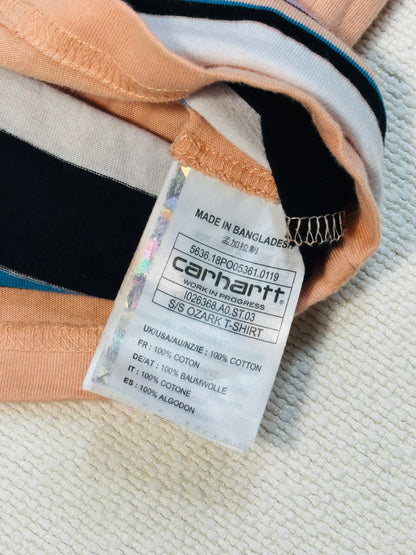 MADE IN BANGLADESH
孟加拉制
5636.18PO05361.0119
carhartt
WORK IN PROGRESS
I026368.A0.ST.03
S/S OZARK T-SHIRT
UK/USA/AU/NZ/IE : 100% COTTON
FR : 100% COTON
DE/AT : 100% BAUMWOLLE
IT : 100% COTONE
ES : 100% ALGODON